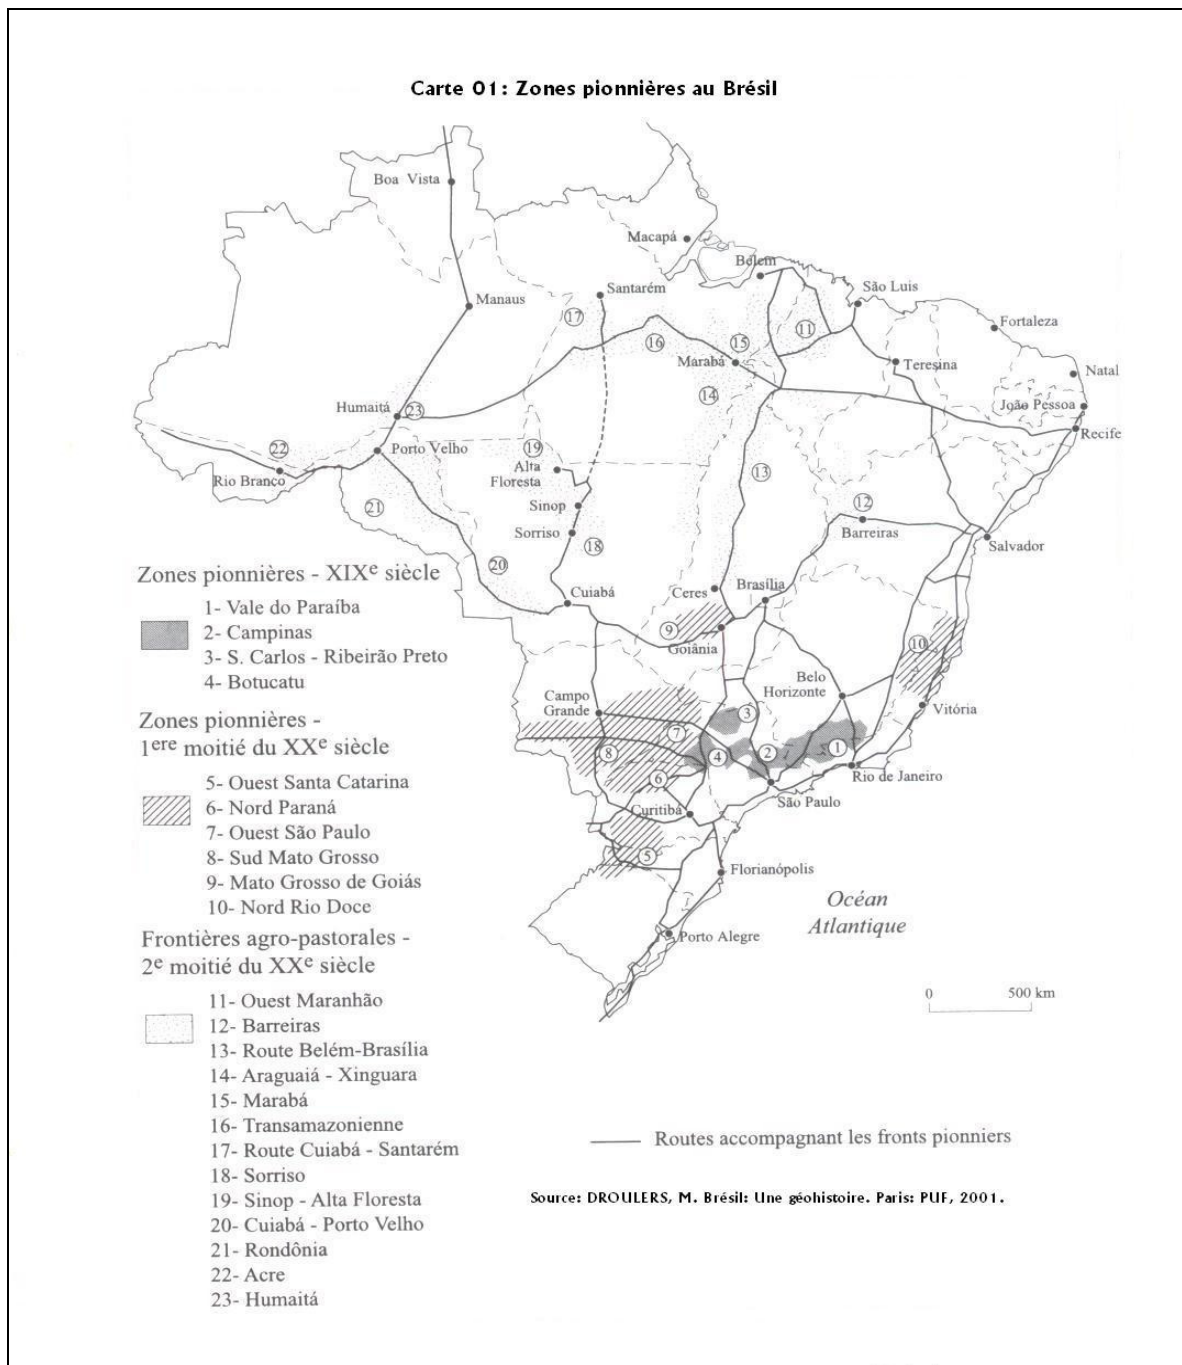 Carte 01: Zones pionnières au Brésil
Boa Vista
Macapá
Belém
Santarém
São Luis
Manaus
17
11
Fortaleza
16
15
Marabá
Teresina
Natal
14
João Pessoa
Humaitá
23
Recife
22
Porto Velho
19
Rio Branco
Alta
Floresta
13
21
Sinop
12
Sorriso
18
Barreiras
Salvador
20
Cuiabá
Ceres
Brasília
9
Goiânia
10
Belo
Horizonte
Campo
Grande
3
Vitória
7
8
4
2
1
6
Rio de Janeiro
São Paulo
Curitiba
5
Florianópolis
Porto Alegre
Océan
Atlantique
0 500 km
Zones pionnières - XIXe siècle
1- Vale do Paraíba
2- Campinas
3- S. Carlos - Ribeirão Preto
4- Botucatu
Zones pionnières -
1ere moitié du XXe siècle
5- Ouest Santa Catarina
6- Nord Paraná
7- Ouest São Paulo
8- Sud Mato Grosso
9- Mato Grosso de Goiás
10- Nord Rio Doce
Frontières agro-pastorales -
2e moitié du XXe siècle
11- Ouest Maranhão
12- Barreiras
13- Route Belém-Brasília
14- Araguaiá - Xinguara
15- Marabá
16- Transamazonienne
17- Route Cuiabá - Santarém
18- Sorriso
19- Sinop - Alta Floresta
20- Cuiabá - Porto Velho
21- Rondônia
22- Acre
23- Humaitá
Routes accompagnant les fronts pionniers
Source: DROULERS, M. Brésil: Une géohistoire. Paris: PUF, 2001.